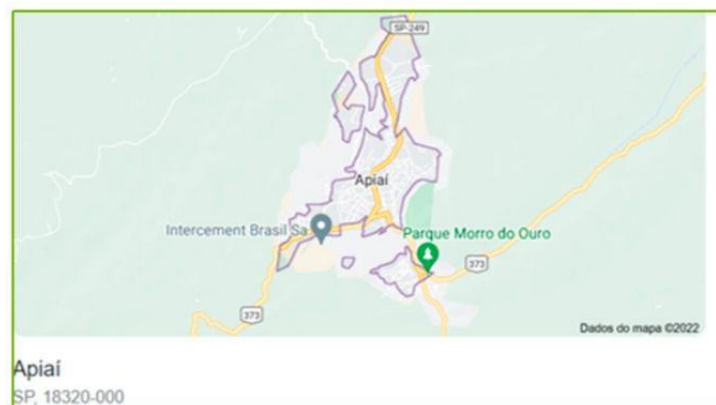 SP-249
Apiaí
Intercement Brasil Sa
Parque Morro do Ouro
373
373
Dados do mapa ©2022
Apiaí
SP, 18320-000